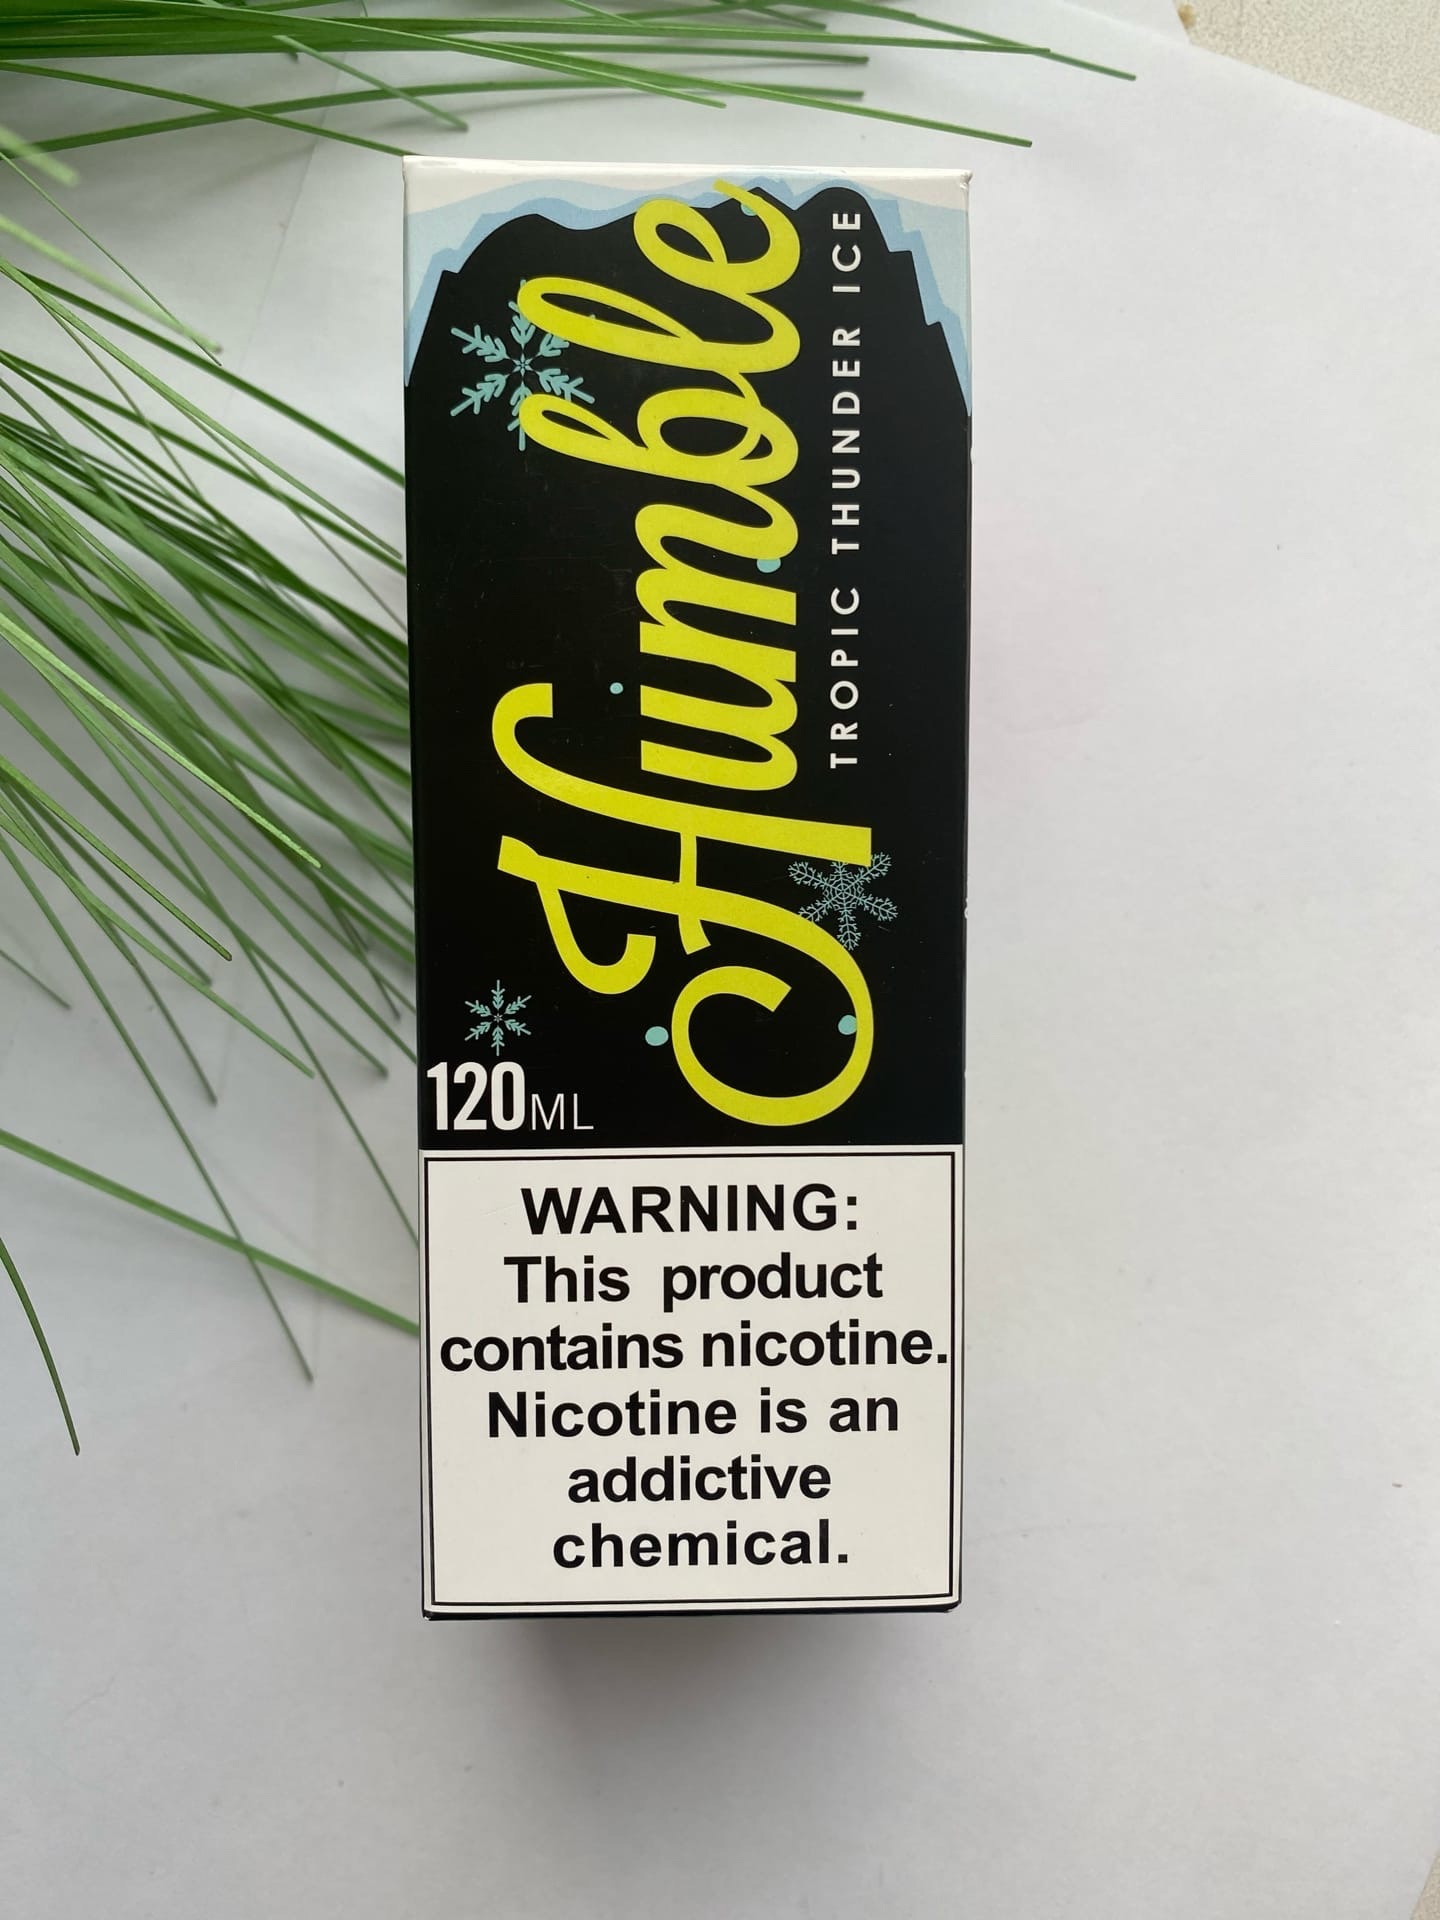 Humble
TROPIC THUNDER ICE
120ML
WARNING:
This product
contains nicotine.
Nicotine is an
addictive
chemical.